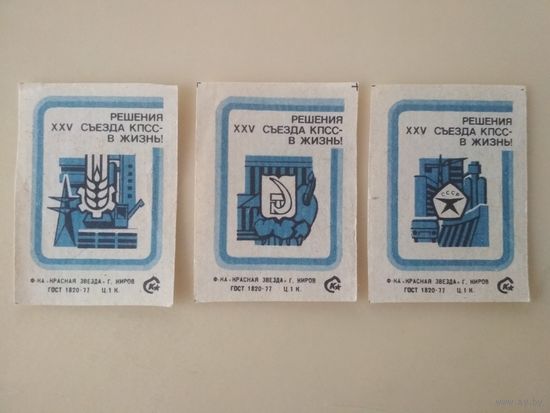 РЕШЕНИЯ
XXV СЪЕЗДА КПСС-
В ЖИЗНЬ!
Ф-КА «КРАСНАЯ ЗВЕЗДА» Г. КИРОВ
ГОСТ 1820-77 Ц. 1 К.
РЕШЕНИЯ
XXV СЪЕЗДА КПСС-
В ЖИЗНЬ!
Ф-КА «КРАСНАЯ ЗВЕЗДА» Г. КИРОВ
ГОСТ 1820-77 Ц. 1 К.
РЕШЕНИЯ
XXV СЪЕЗДА КПСС-
В ЖИЗНЬ!
СССР
Ф-КА «КРАСНАЯ ЗВЕЗДА» Г. КИРОВ
ГОСТ 1820-77 Ц. 1 К.